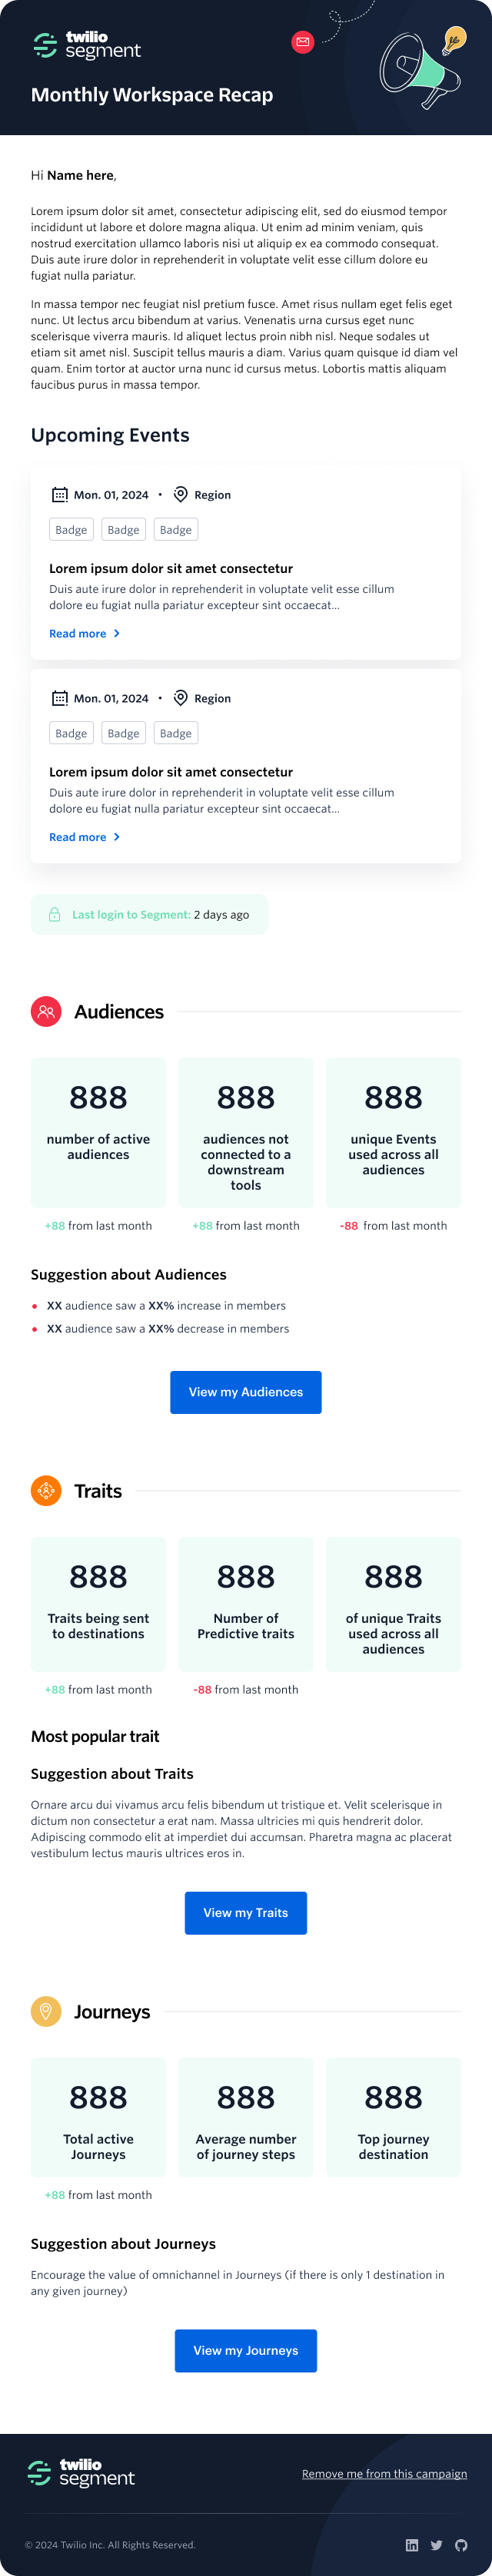 twilio
segment
Monthly Workspace Recap
Hi Name here,
Lorem ipsum dolor sit amet, consectetur adipiscing elit, sed do eiusmod tempor
incididunt ut labore et dolore magna aliqua. Ut enim ad minim veniam, quis
nostrud exercitation ullamco laboris nisi ut aliquip ex ea commodo consequat.
Duis aute irure dolor in reprehenderit in voluptate velit esse cillum dolore eu
fugiat nulla pariatur.
In massa tempor nec feugiat nisl pretium fusce. Amet risus nullam eget felis eget
nunc. Ut lectus arcu bibendum at varius. Venenatis urna cursus eget nunc
scelerisque viverra mauris. Id aliquet lectus proin nibh nisl. Neque sodales ut
etiam sit amet nisl. Suscipit tellus mauris a diam. Varius quam quisque id diam vel
quam. Enim tortor at auctor urna nunc id cursus metus. Lobortis mattis aliquam
faucibus purus in massa tempor.
Upcoming Events
Mon. 01, 2024 • Region
Badge Badge Badge
Lorem ipsum dolor sit amet consectetur
Duis aute irure dolor in reprehenderit in voluptate velit esse cillum
dolore eu fugiat nulla pariatur excepteur sint occaecat...
Read more
Mon. 01, 2024 • Region
Badge Badge Badge
Lorem ipsum dolor sit amet consectetur
Duis aute irure dolor in reprehenderit in voluptate velit esse cillum
dolore eu fugiat nulla pariatur excepteur sint occaecat...
Read more
Last login to Segment: 2 days ago
Audiences
888
number of active
audiences
+88 from last month
888
audiences not
connected to a
downstream
tools
+88 from last month
888
unique Events
used across all
audiences
-88 from last month
Suggestion about Audiences
• XX audience saw a XX% increase in members
• XX audience saw a XX% decrease in members
View my Audiences
Traits
888
Traits being sent
to destinations
+88 from last month
888
Number of
Predictive traits
-88 from last month
888
of unique Traits
used across all
audiences
Most popular trait
Suggestion about Traits
Ornare arcu dui vivamus arcu felis bibendum ut tristique et. Velit scelerisque in
dictum non consectetur a erat nam. Massa ultricies mi quis hendrerit dolor.
Adipiscing commodo elit at imperdiet dui accumsan. Pharetra magna ac placerat
vestibulum lectus mauris ultrices eros in.
View my Traits
Journeys
888
Total active
Journeys
+88 from last month
888
Average number
of journey steps
888
Top journey
destination
Suggestion about Journeys
Encourage the value of omnichannel in Journeys (if there is only 1 destination in
any given journey)
View my Journeys
twilio
segment
Remove me from this campaign
© 2024 Twilio Inc. All Rights Reserved.
in